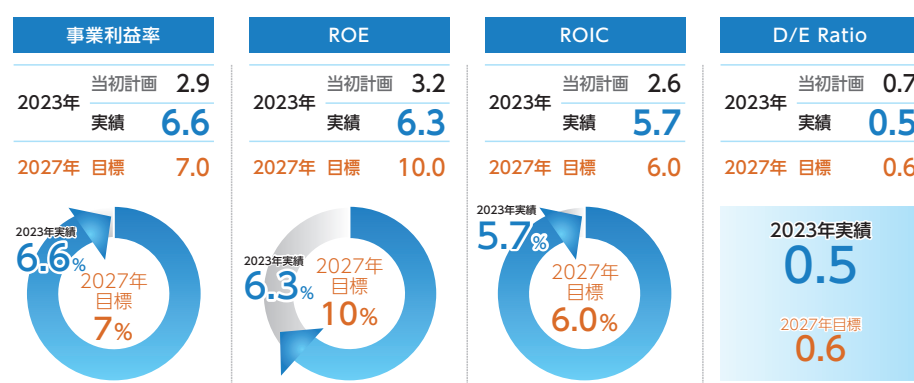 事業利益率
2023年 当初計画 2.9
実績 6.6
2027年 目標 7.0
2023年実績
6.6%
2027年
目標
7%
ROE
2023年 当初計画 3.2
実績 6.3
2027年 目標 10.0
2023年実績
6.3%
2027年
目標
10%
ROIC
2023年 当初計画 2.6
実績 5.7
2027年 目標 6.0
2023年実績
5.7%
2027年
目標
6.0%
D/E Ratio
2023年 当初計画 0.7
実績 0.5
2027年 目標 0.6
2023年実績
0.5
2027年目標
0.6